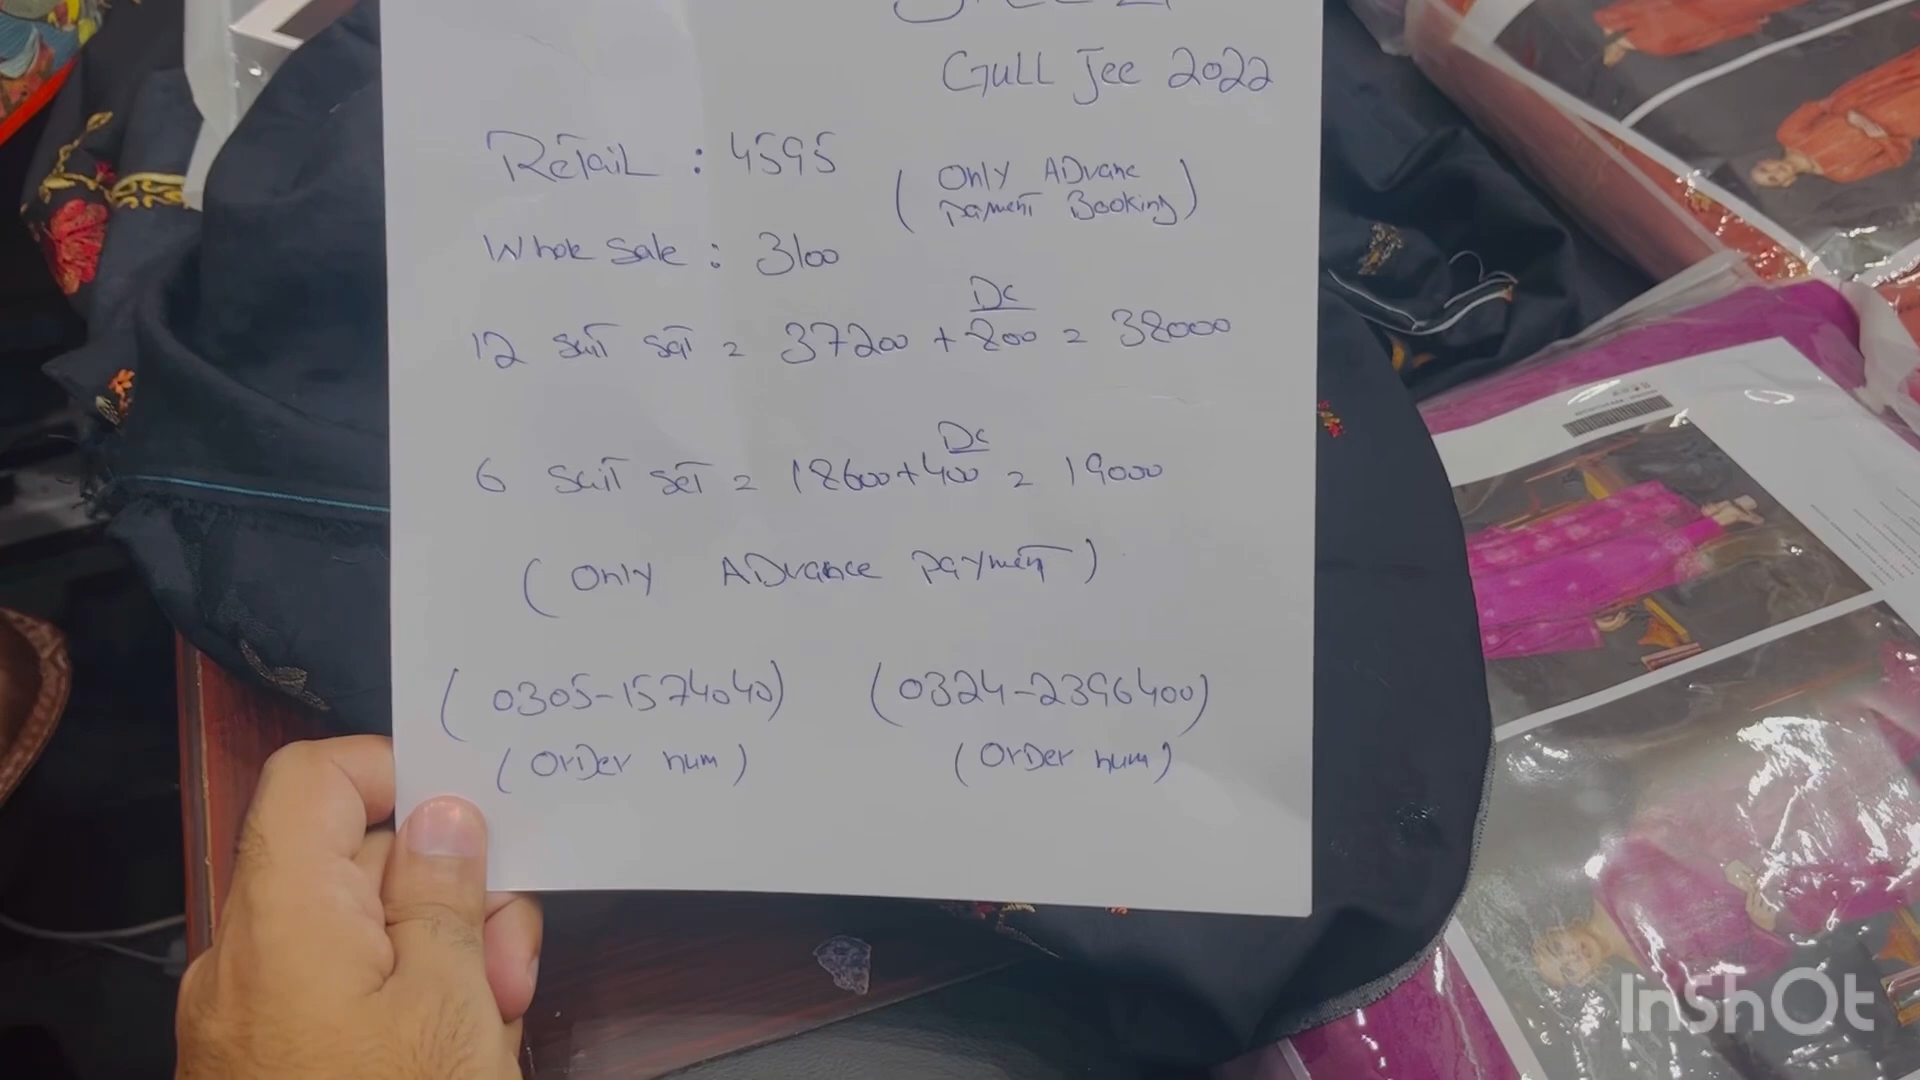 Gull Jee 2022
Retail : 4595
(Only Advanc
Payment Booking)
Whole Sale : 3100
Dc
12 suit set = 37200 + 800 = 38000
Dc
6 suit set = 18600 + 400 = 19000
(Only Advance Payment)
(0305-1574040) (0324-2396400)
(Order num) (Order num)
InShOt